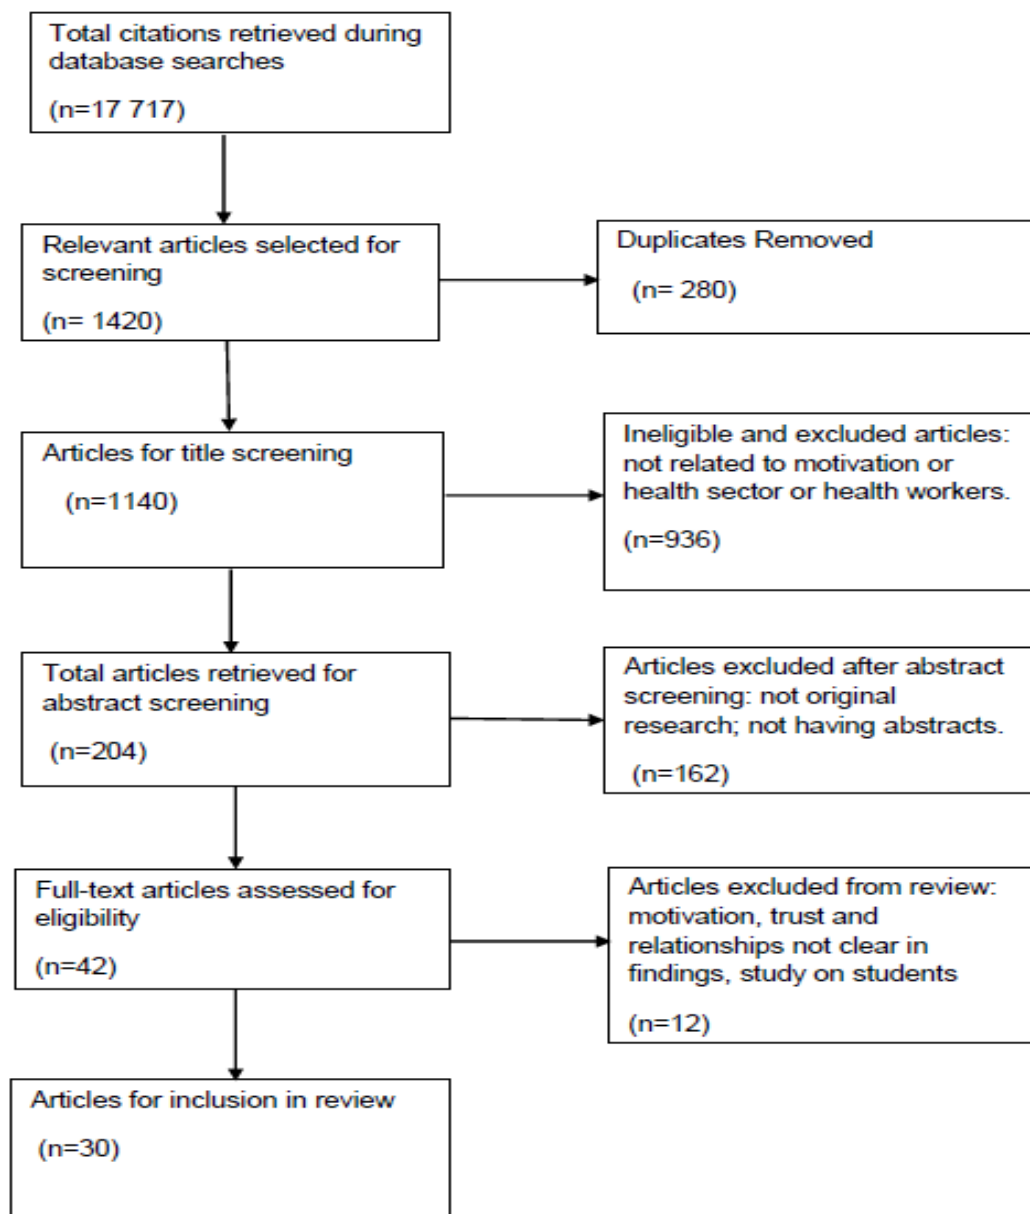 Total citations retrieved during
database searches
(n=17 717)
Relevant articles selected for
screening
(n= 1420)
Duplicates Removed
(n= 280)
Articles for title screening
(n=1140)
Ineligible and excluded articles:
not related to motivation or
health sector or health workers.
(n=936)
Total articles retrieved for
abstract screening
(n=204)
Articles excluded after abstract
screening: not original
research; not having abstracts.
(n=162)
Full-text articles assessed for
eligibility
(n=42)
Articles excluded from review:
motivation, trust and
relationships not clear in
findings, study on students
(n=12)
Articles for inclusion in review
(n=30)